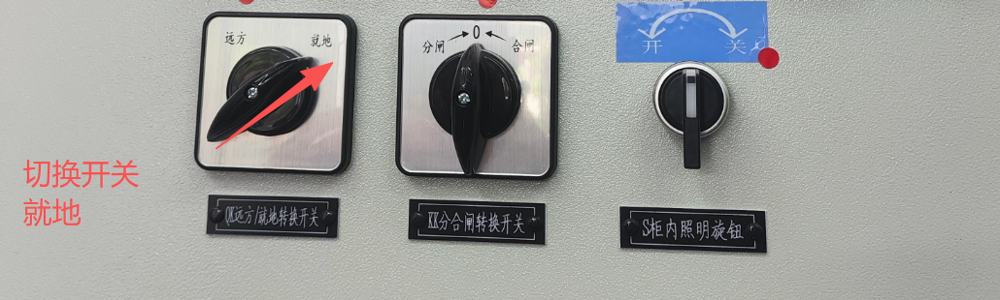 远方 就地
分闸 0 合闸
开 关
切换开关
就地
QK远方/就地转换开关
KK分合闸转换开关
S柜内照明旋钮